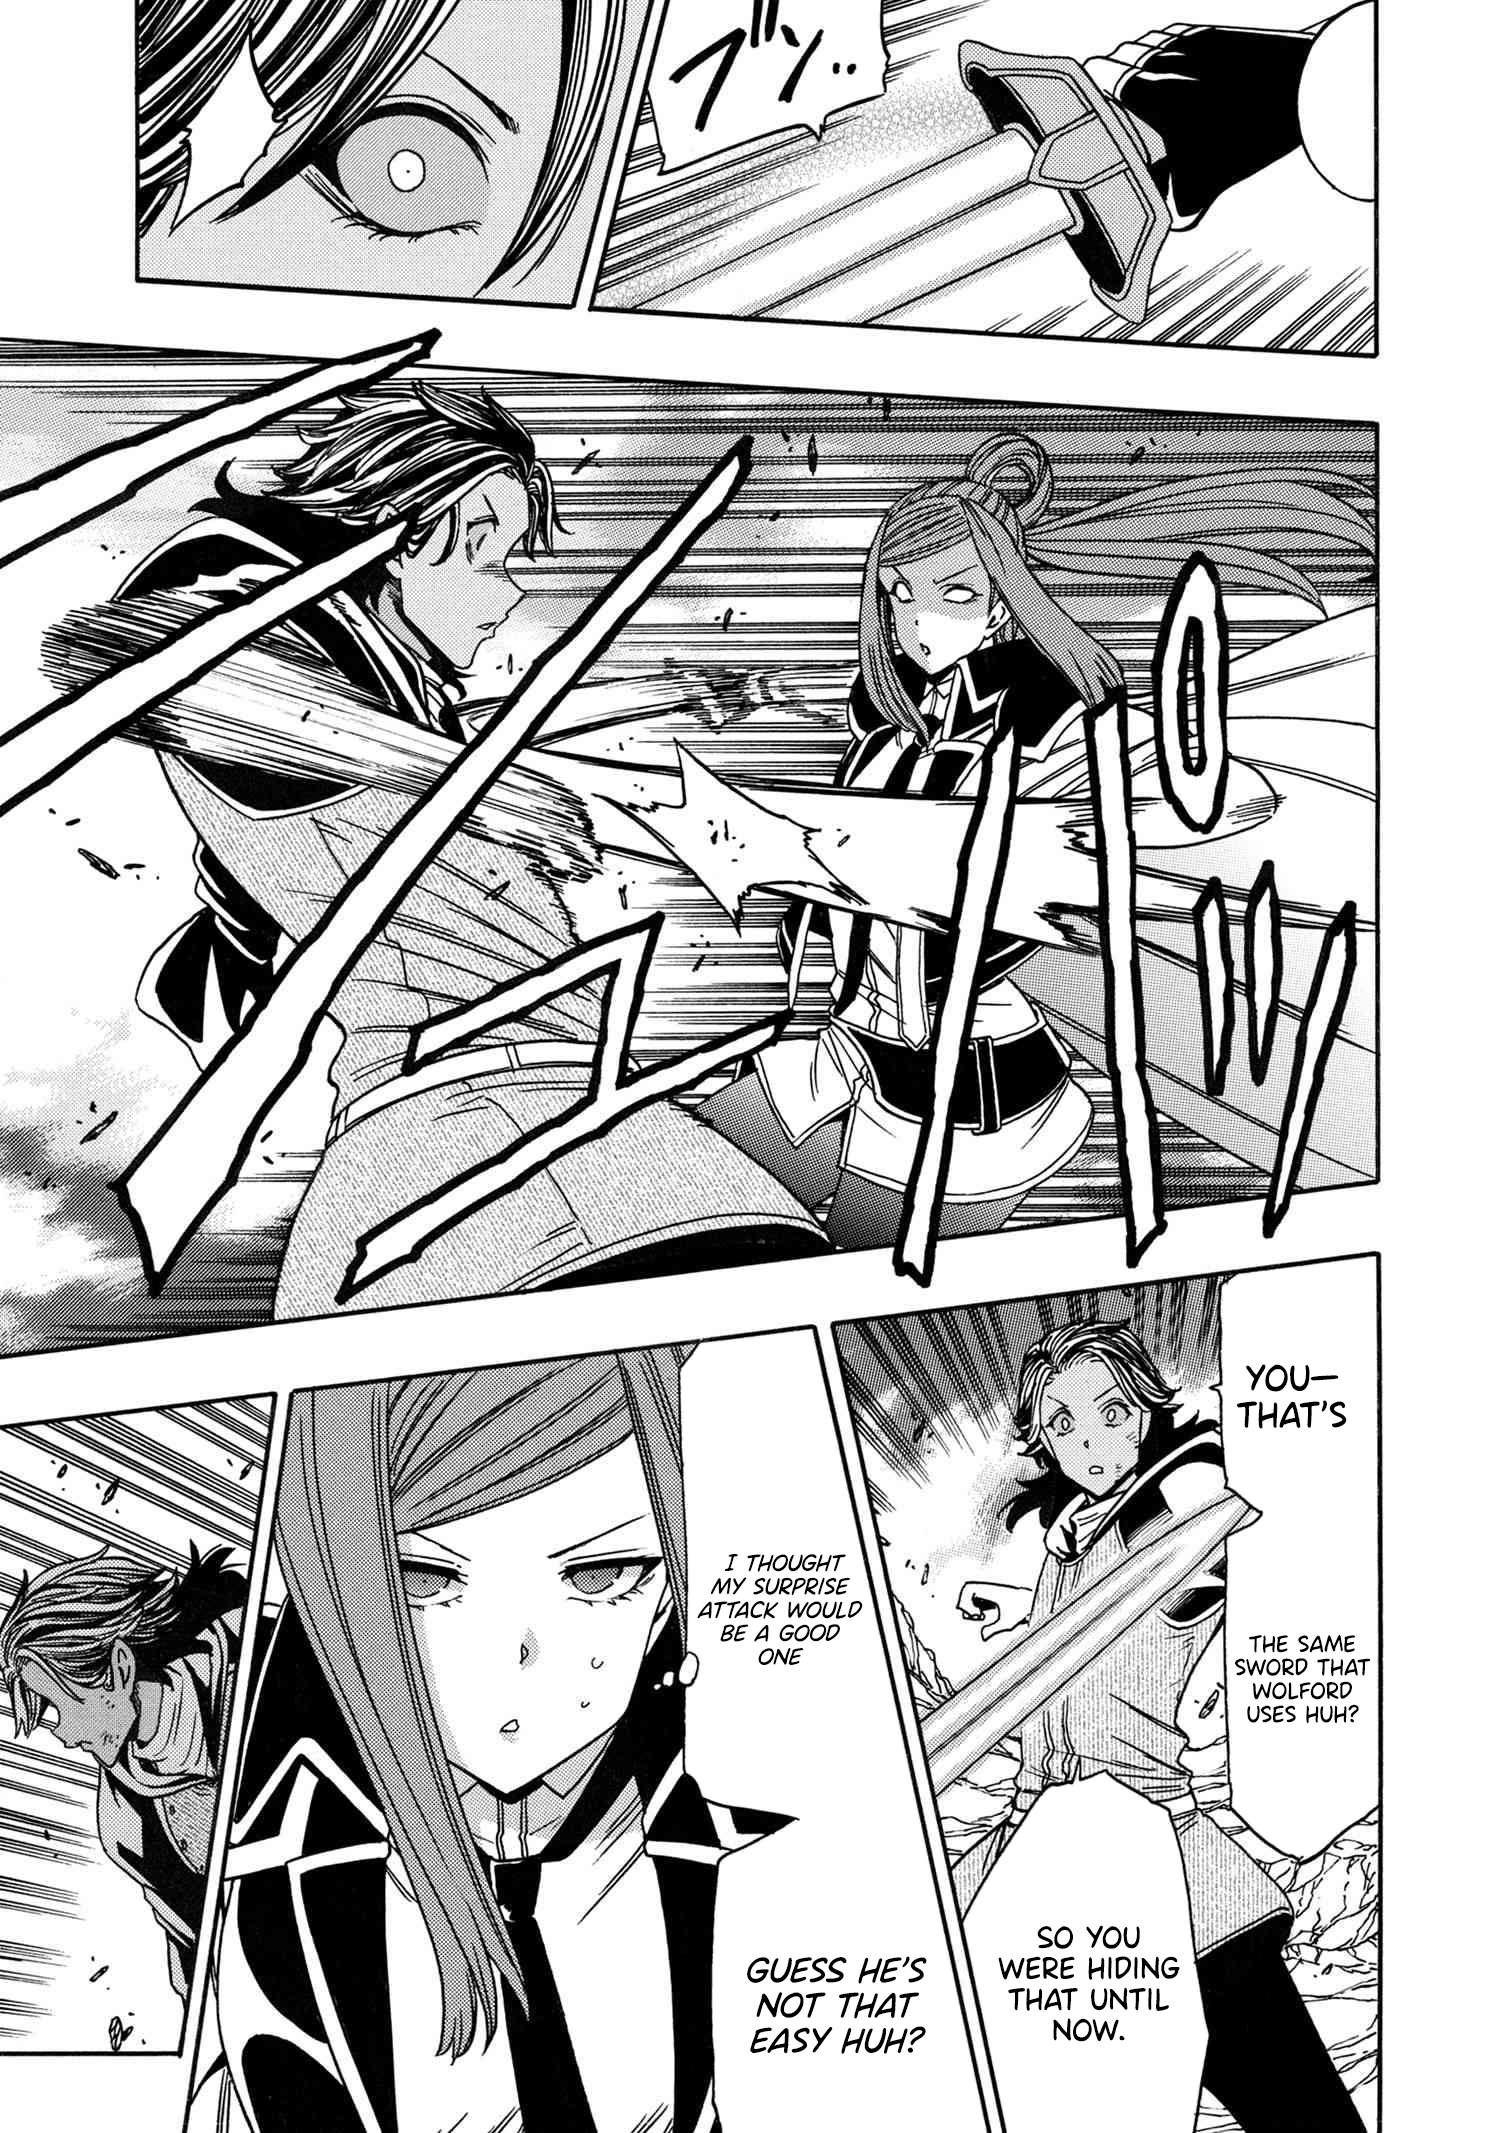 ブン‥
YOU—
THAT'S
THE SAME
SWORD THAT
WOLFORD
USES HUH?
SO YOU
WERE HIDING
THAT UNTIL
NOW.
I THOUGHT
MY SURPRISE
ATTACK WOULD
BE A GOOD
ONE
GUESS HE'S
NOT THAT
EASY HUH?